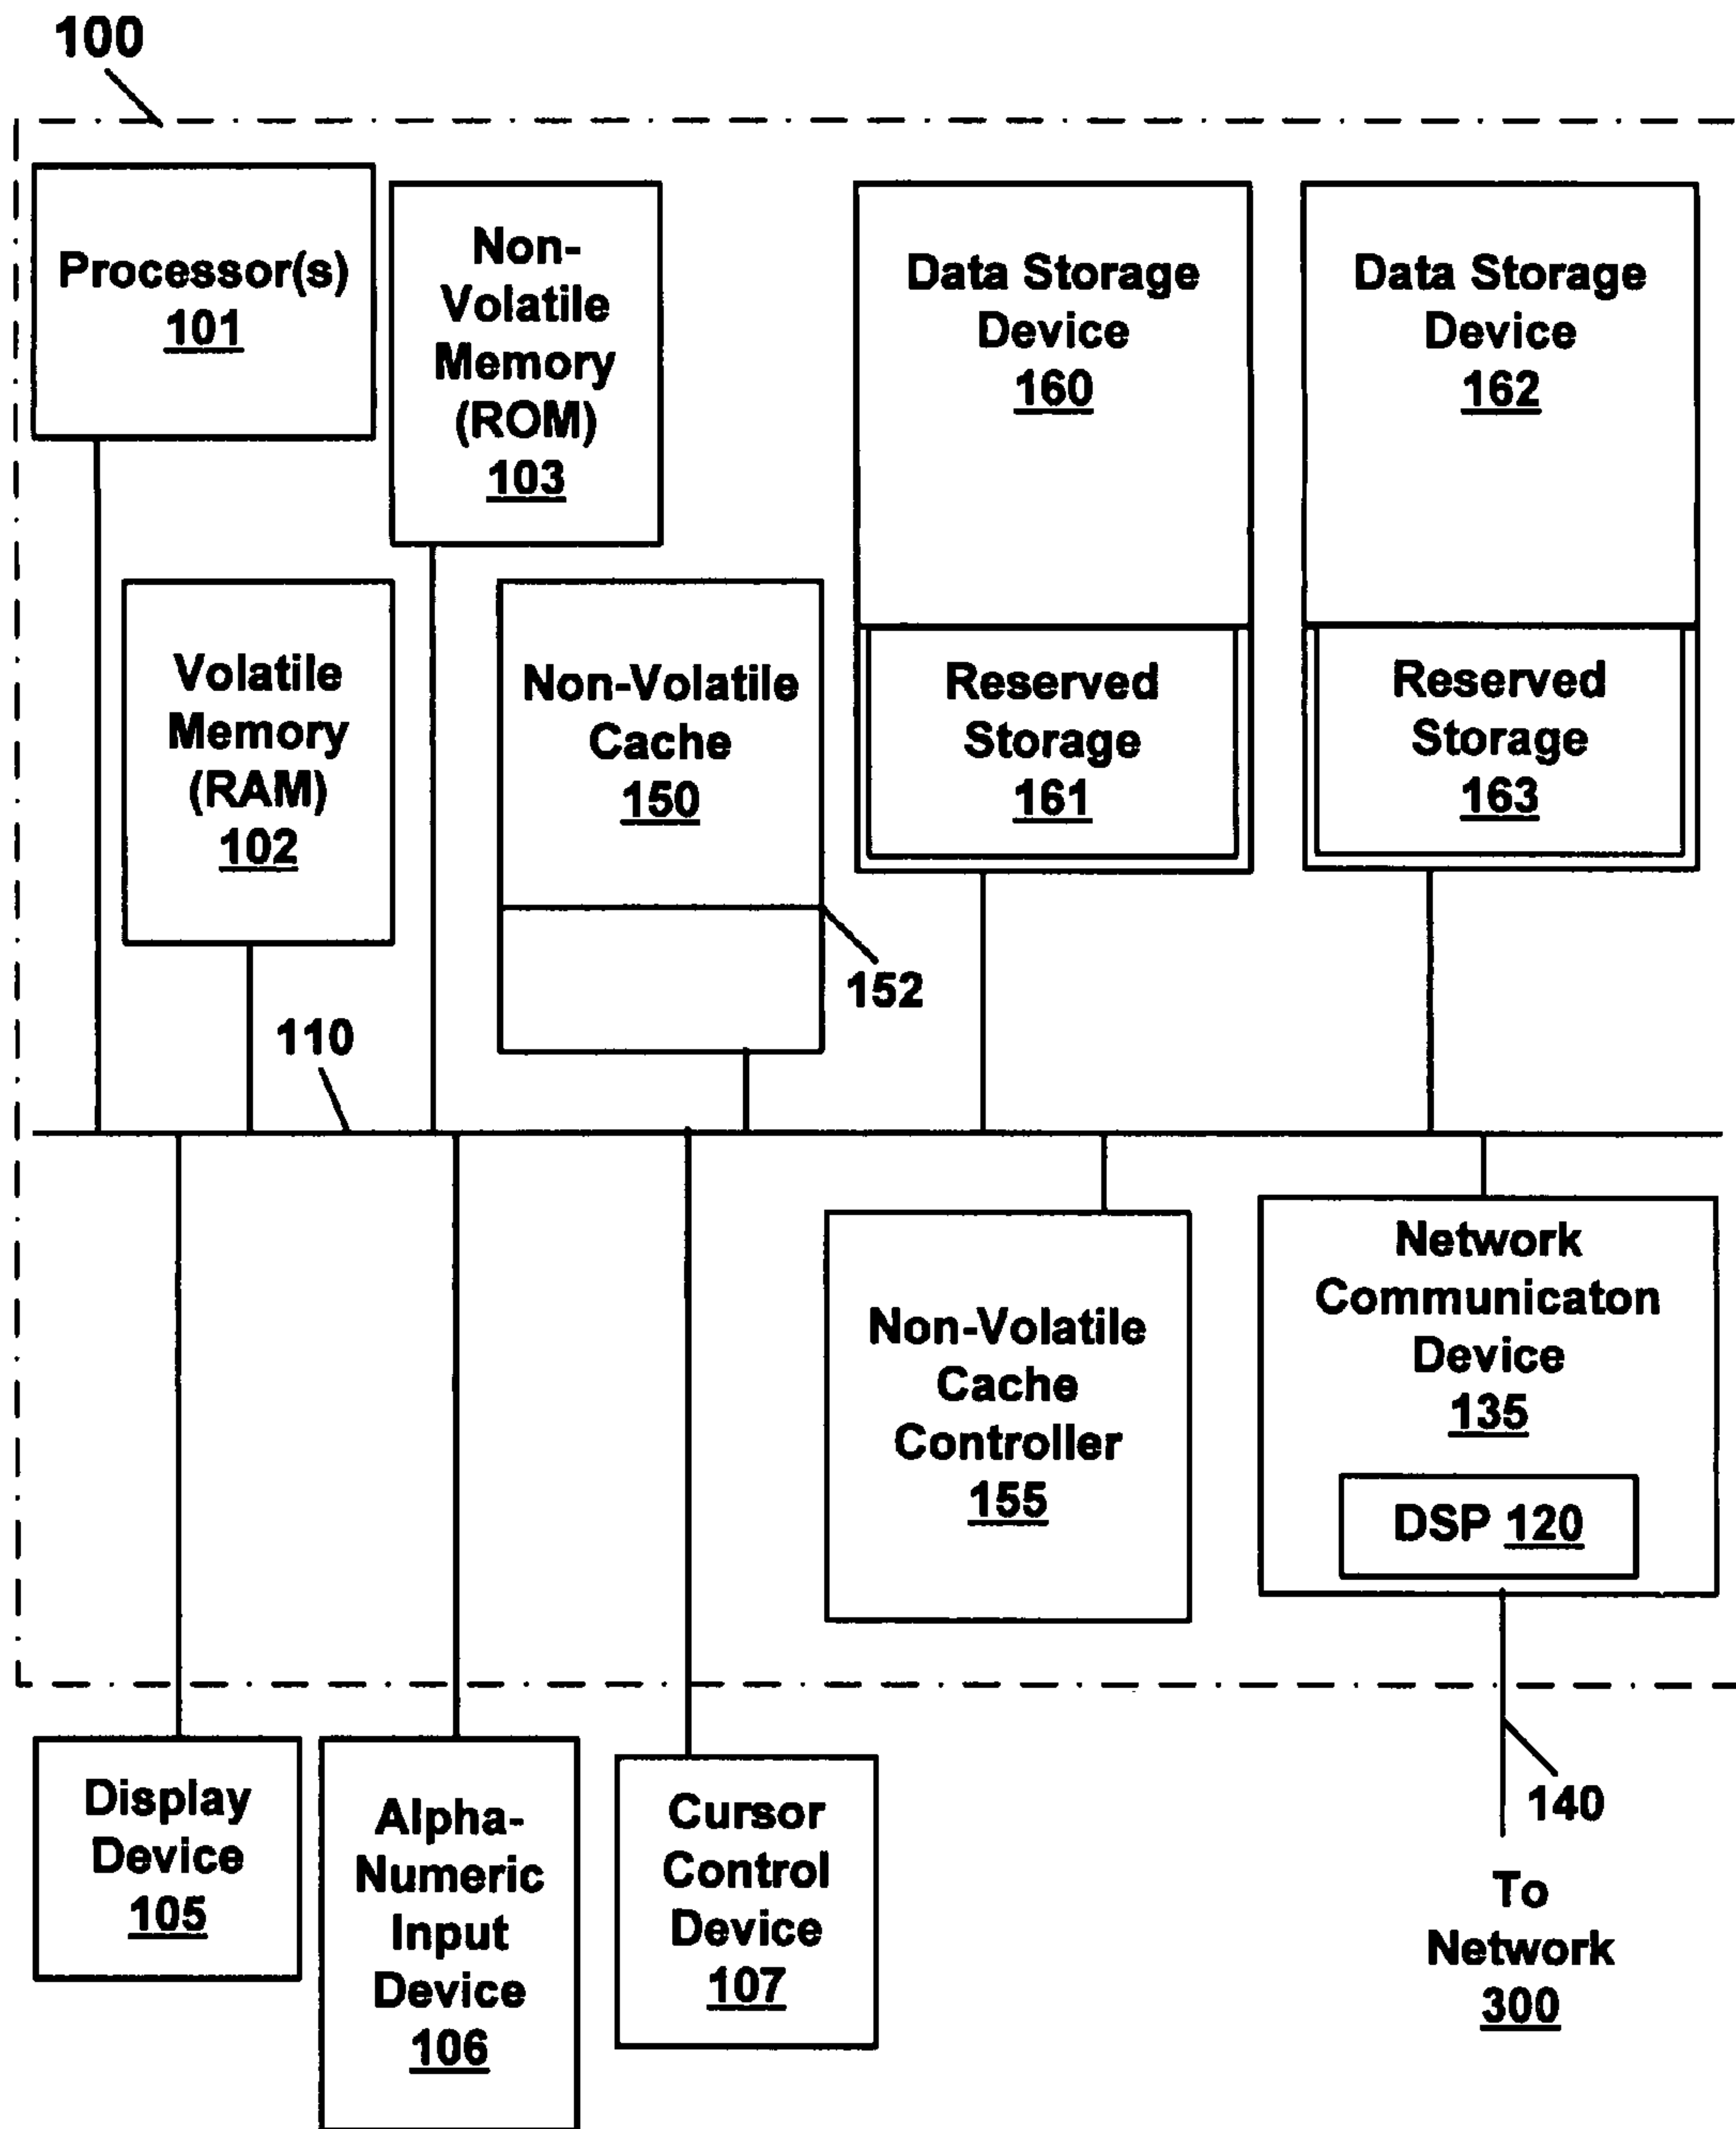 100
Processor(s)
101
Non-
Volatile
Memory
(ROM)
103
Data Storage
Device
160
Data Storage
Device
162
Volatile
Memory
(RAM)
102
Non-Volatile
Cache
150
Reserved
Storage
161
Reserved
Storage
163
152
110
Non-Volatile
Cache
Controller
155
Network
Communicaton
Device
135
DSP 120
Display
Device
105
Alpha-
Numeric
Input
Device
106
Cursor
Control
Device
107
140
To
Network
300